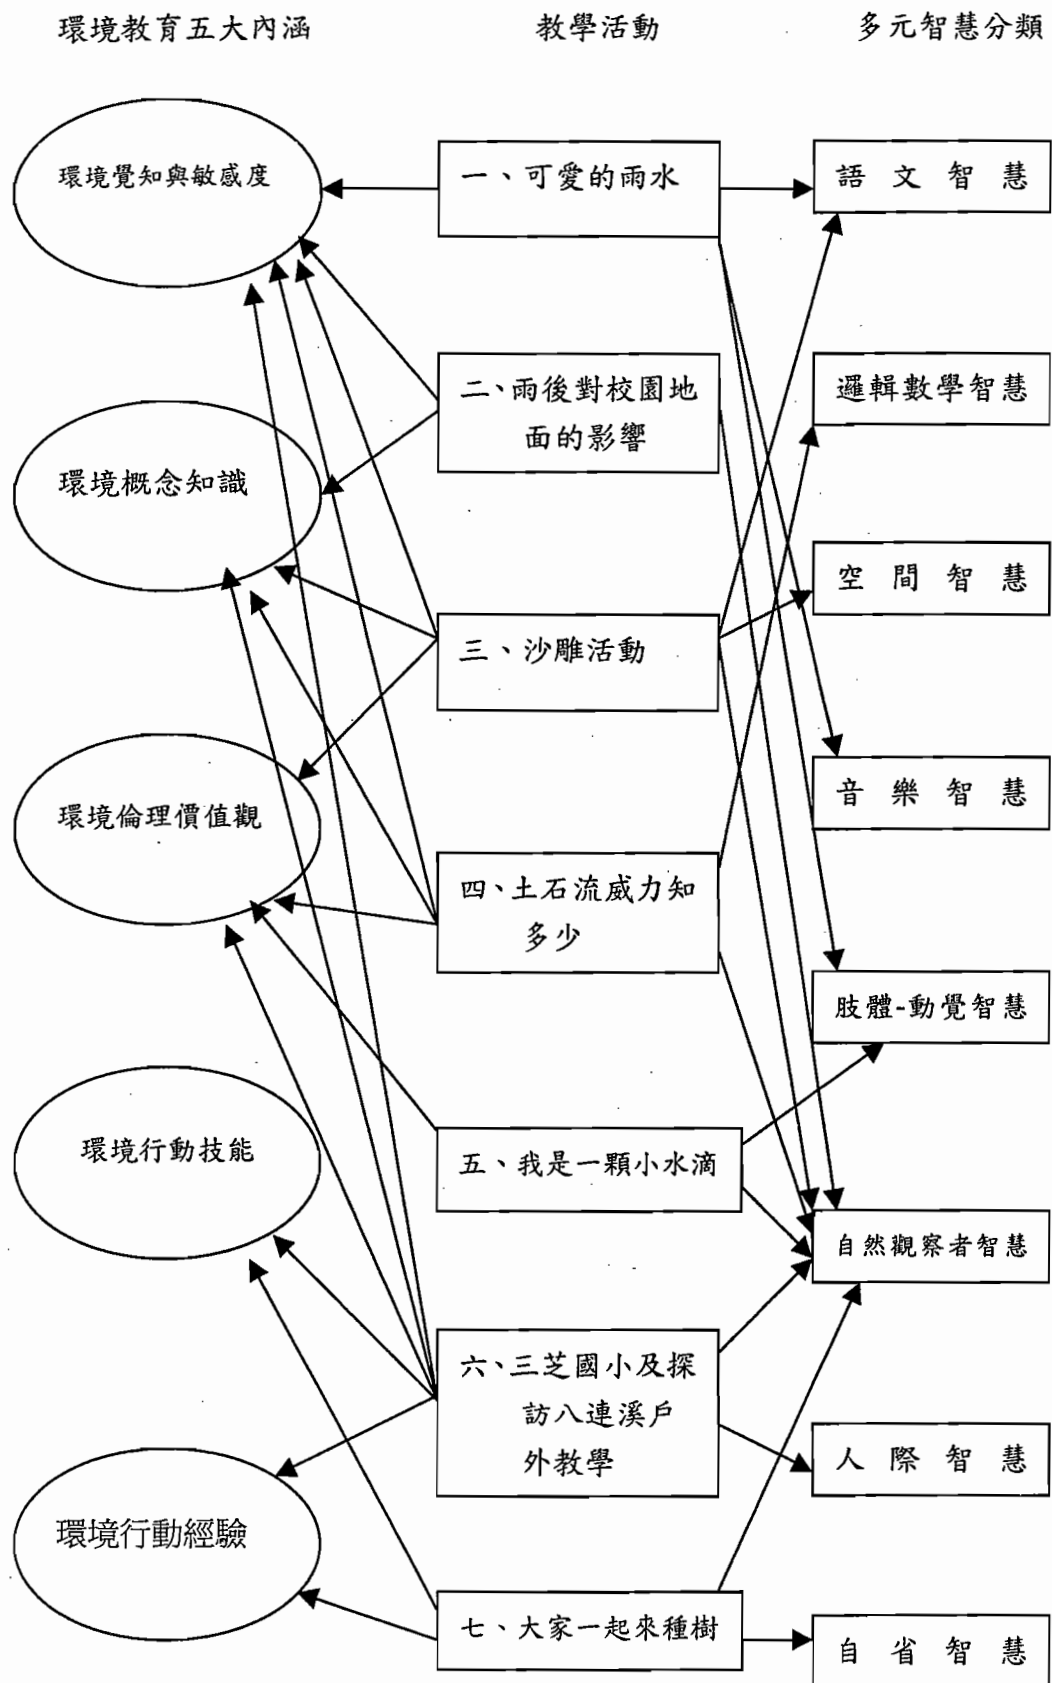 環境教育五大內涵
教學活動
多元智慧分類
環境覺知與敏感度
一、可愛的雨水
語文智慧
二、雨後對校園地
面的影響
邏輯數學智慧
環境概念知識
空間智慧
三、沙雕活動
音樂智慧
環境倫理價值觀
四、土石流威力知
多少
肢體-動覺智慧
環境行動技能
五、我是一顆小水滴
自然觀察者智慧
六、三芝國小及探
訪八連溪戶
外教學
人際智慧
環境行動經驗
七、大家一起來種樹
自省智慧